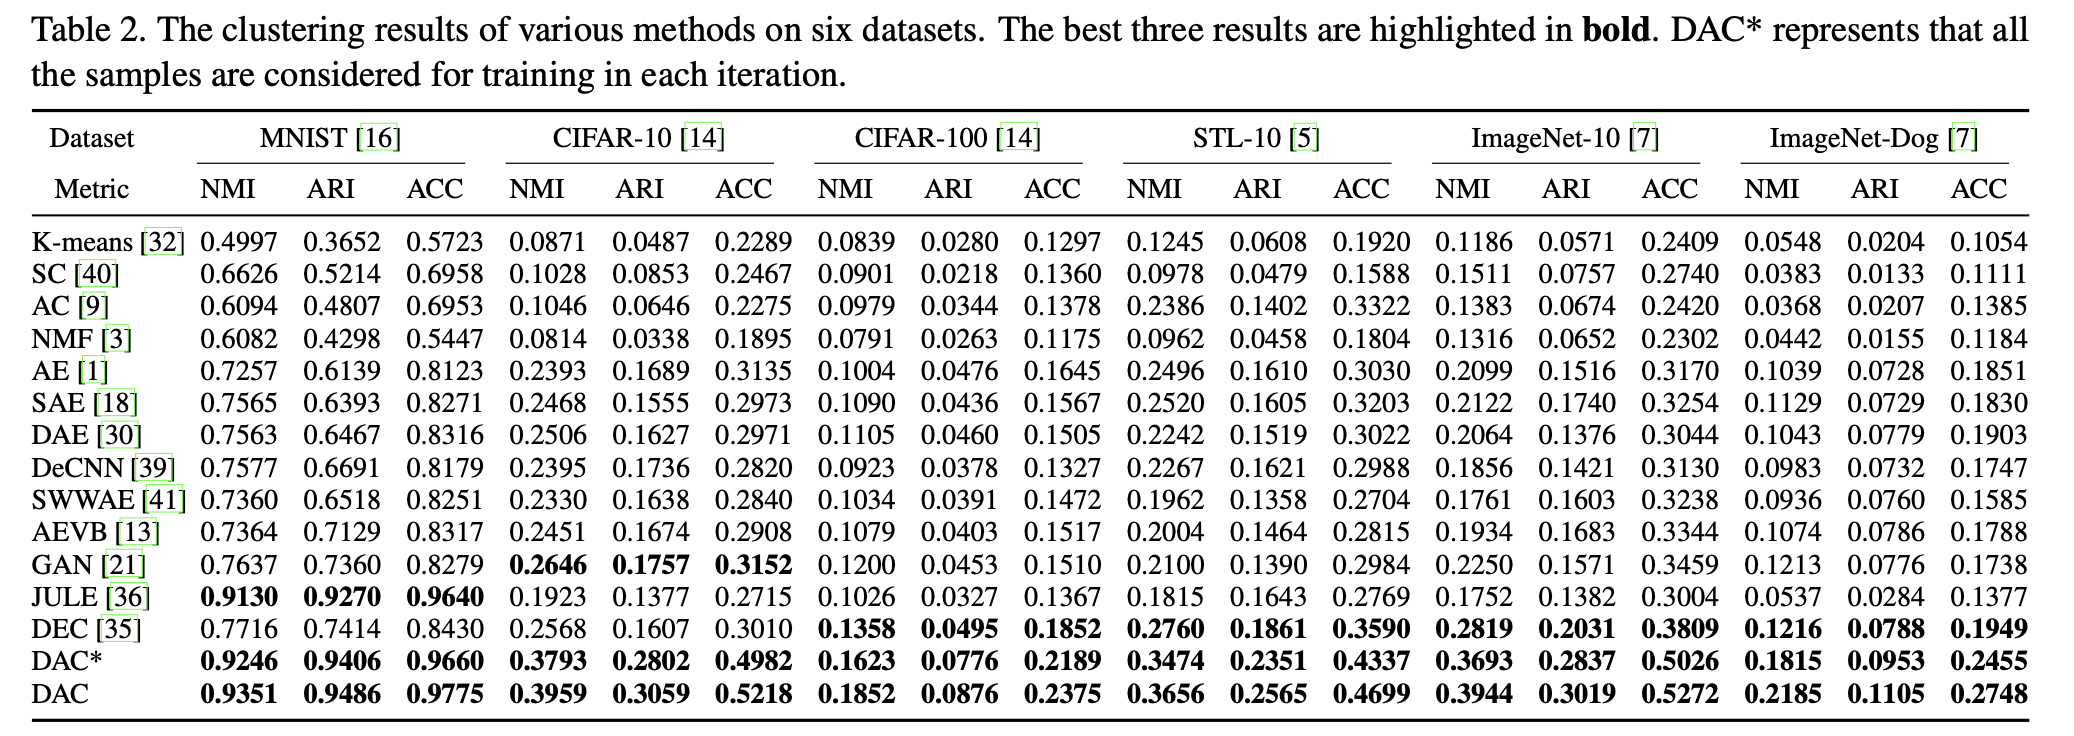 Table 2. The clustering results of various methods on six datasets. The best three results are highlighted in bold. DAC* represents that all
the samples are considered for training in each iteration.
Dataset MNIST [16] CIFAR-10 [14] CIFAR-100 [14] STL-10 [5] ImageNet-10 [7] ImageNet-Dog [7]
Metric NMI ARI ACC NMI ARI ACC NMI ARI ACC NMI ARI ACC NMI ARI ACC NMI ARI ACC
K-means [32] 0.4997 0.3652 0.5723 0.0871 0.0487 0.2289 0.0839 0.0280 0.1297 0.1245 0.0608 0.1920 0.1186 0.0571 0.2409 0.0548 0.0204 0.1054
SC [40] 0.6626 0.5214 0.6958 0.1028 0.0853 0.2467 0.0901 0.0218 0.1360 0.0978 0.0479 0.1588 0.1511 0.0757 0.2740 0.0383 0.0133 0.1111
AC [9] 0.6094 0.4807 0.6953 0.1046 0.0646 0.2275 0.0979 0.0344 0.1378 0.2386 0.1402 0.3322 0.1383 0.0674 0.2420 0.0368 0.0207 0.1385
NMF [3] 0.6082 0.4298 0.5447 0.0814 0.0338 0.1895 0.0791 0.0263 0.1175 0.0962 0.0458 0.1804 0.1316 0.0652 0.2302 0.0442 0.0155 0.1184
AE [1] 0.7257 0.6139 0.8123 0.2393 0.1689 0.3135 0.1004 0.0476 0.1645 0.2496 0.1610 0.3030 0.2099 0.1516 0.3170 0.1039 0.0728 0.1851
SAE [18] 0.7565 0.6393 0.8271 0.2468 0.1555 0.2973 0.1090 0.0436 0.1567 0.2520 0.1605 0.3203 0.2122 0.1740 0.3254 0.1129 0.0729 0.1830
DAE [30] 0.7563 0.6467 0.8316 0.2506 0.1627 0.2971 0.1105 0.0460 0.1505 0.2242 0.1519 0.3022 0.2064 0.1376 0.3044 0.1043 0.0779 0.1903
DeCNN [39] 0.7577 0.6691 0.8179 0.2395 0.1736 0.2820 0.0923 0.0378 0.1327 0.2267 0.1621 0.2988 0.1856 0.1421 0.3130 0.0983 0.0732 0.1747
SWWAE [41] 0.7360 0.6518 0.8251 0.2330 0.1638 0.2840 0.1034 0.0391 0.1472 0.1962 0.1358 0.2704 0.1761 0.1603 0.3238 0.0936 0.0760 0.1585
AEVB [13] 0.7364 0.7129 0.8317 0.2451 0.1674 0.2908 0.1079 0.0403 0.1517 0.2004 0.1464 0.2815 0.1934 0.1683 0.3344 0.1074 0.0786 0.1788
GAN [21] 0.7637 0.7360 0.8279 0.2646 0.1757 0.3152 0.1200 0.0453 0.1510 0.2100 0.1390 0.2984 0.2250 0.1571 0.3459 0.1213 0.0776 0.1738
JULE [36] 0.9130 0.9270 0.9640 0.1923 0.1377 0.2715 0.1026 0.0327 0.1367 0.1815 0.1643 0.2769 0.1752 0.1382 0.3004 0.0537 0.0284 0.1377
DEC [35] 0.7716 0.7414 0.8430 0.2568 0.1607 0.3010 0.1358 0.0495 0.1852 0.2760 0.1861 0.3590 0.2819 0.2031 0.3809 0.1216 0.0788 0.1949
DAC* 0.9246 0.9406 0.9660 0.3793 0.2802 0.4982 0.1623 0.0776 0.2189 0.3474 0.2351 0.4337 0.3693 0.2837 0.5026 0.1815 0.0953 0.2455
DAC 0.9351 0.9486 0.9775 0.3959 0.3059 0.5218 0.1852 0.0876 0.2375 0.3656 0.2565 0.4699 0.3944 0.3019 0.5272 0.2185 0.1105 0.2748